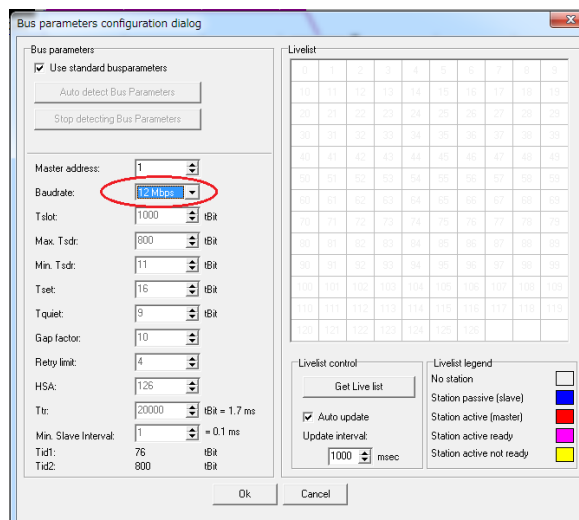 Bus parameters configuration dialog
Bus parameters
Use standard busparameters
Auto detect Bus Parameters
Stop detecting Bus Parameters
Master address: 1
Baudrate: 12 Mbps
Tslot: 1000 tBit
Max. Tsdr: 800 tBit
Min. Tsdr: 11 tBit
Tset: 16 tBit
Tquiet: 9 tBit
Gap factor: 10
Retry limit: 4
HSA: 126
Ttr: 20000 tBit = 1.7 ms
Min. Slave Interval: 1 = 0.1 ms
Tid1: 76 tBit
Tid2: 800 tBit
Livelist
0 1 2 3 4 5 6 7 8 9
10 11 12 13 14 15 16 17 18 19
20 21 22 23 24 25 26 27 28 29
30 31 32 33 34 35 36 37 38 39
40 41 42 43 44 45 46 47 48 49
50 51 52 53 54 55 56 57 58 59
60 61 62 63 64 65 66 67 68 69
70 71 72 73 74 75 76 77 78 79
80 81 82 83 84 85 86 87 88 89
90 91 92 93 94 95 96 97 98 99
100 101 102 103 104 105 106 107 108 109
110 111 112 113 114 115 116 117 118 119
120 121 122 123 124 125 126
Livelist control
Get Live list
Auto update
Update interval:
1000 msec
Livelist legend
No station
Station passive (slave)
Station active (master)
Station active ready
Station active not ready
Ok Cancel